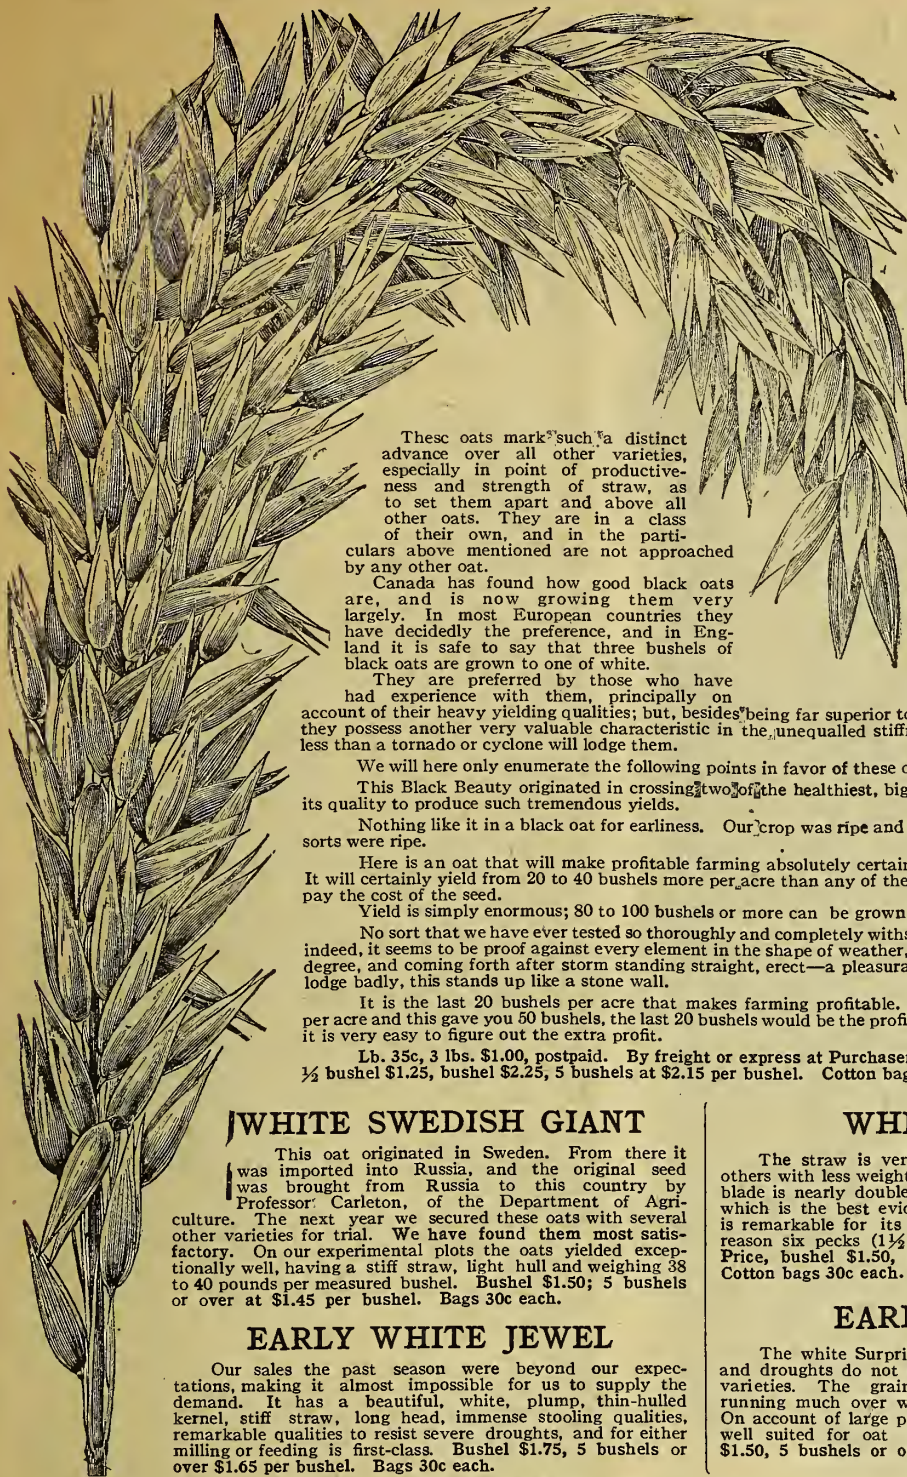 These oats mark such a distinct
advance over all other varieties,
especially in point of productive-
ness and strength of straw, as
to set them apart and above all
other oats. They are in a class
of their own, and in the parti-
culars above mentioned are not approached
by any other oat.
Canada has found how good black oats
are, and is now growing them very
largely. In most European countries they
have decidedly the preference, and in Eng-
land it is safe to say that three bushels of
black oats are grown to one of white.
They are preferred by those who have
had experience with them, principally on
account of their heavy yielding qualities; but, besides being far superior to
they possess another very valuable characteristic in the unequalled stiff
less than a tornado or cyclone will lodge them.
We will here only enumerate the following points in favor of these
This Black Beauty originated in crossing two of the healthiest, big
its quality to produce such tremendous yields.
Nothing like it in a black oat for earliness. Our crop was ripe and
sorts were ripe.
Here is an oat that will make profitable farming absolutely certain
It will certainly yield from 20 to 40 bushels more per acre than any of the
pay the cost of the seed.
Yield is simply enormous; 80 to 100 bushels or more can be grown
No sort that we have ever tested so thoroughly and completely withs
indeed, it seems to be proof against every element in the shape of weather,
degree, and coming forth after storm standing straight, erect—a pleasura
lodge badly, this stands up like a stone wall.
It is the last 20 bushels per acre that makes farming profitable.
per acre and this gave you 50 bushels, the last 20 bushels would be the profi
it is very easy to figure out the extra profit.
Lb. 35c, 3 lbs. $1.00, postpaid. By freight or express at Purchaser
½ bushel $1.25, bushel $2.25, 5 bushels at $2.15 per bushel. Cotton bag
WHITE SWEDISH GIANT
This oat originated in Sweden. From there it
was imported into Russia, and the original seed
was brought from Russia to this country by
Professor Carleton, of the Department of Agri-
culture. The next year we secured these oats with several
other varieties for trial. We have found them most satis-
factory. On our experimental plots the oats yielded excep-
tionally well, having a stiff straw, light hull and weighing 38
to 40 pounds per measured bushel. Bushel $1.50; 5 bushels
or over at $1.45 per bushel. Bags 30c each.
EARLY WHITE JEWEL
Our sales the past season were beyond our expec-
tations, making it almost impossible for us to supply the
demand. It has a beautiful, white, plump, thin-hulled
kernel, stiff straw, long head, immense stooling qualities,
remarkable qualities to resist severe droughts, and for either
milling or feeding is first-class. Bushel $1.75, 5 bushels or
over $1.65 per bushel. Bags 30c each.
WHI
The straw is ver
others with less weight
blade is nearly double
which is the best evid
is remarkable for its
reason six pecks (1½
Price, bushel $1.50,
Cotton bags 30c each.
EARL
The white Surpri
and droughts do not
varieties. The grain
running much over w
On account of large p
well suited for oat
$1.50, 5 bushels or o